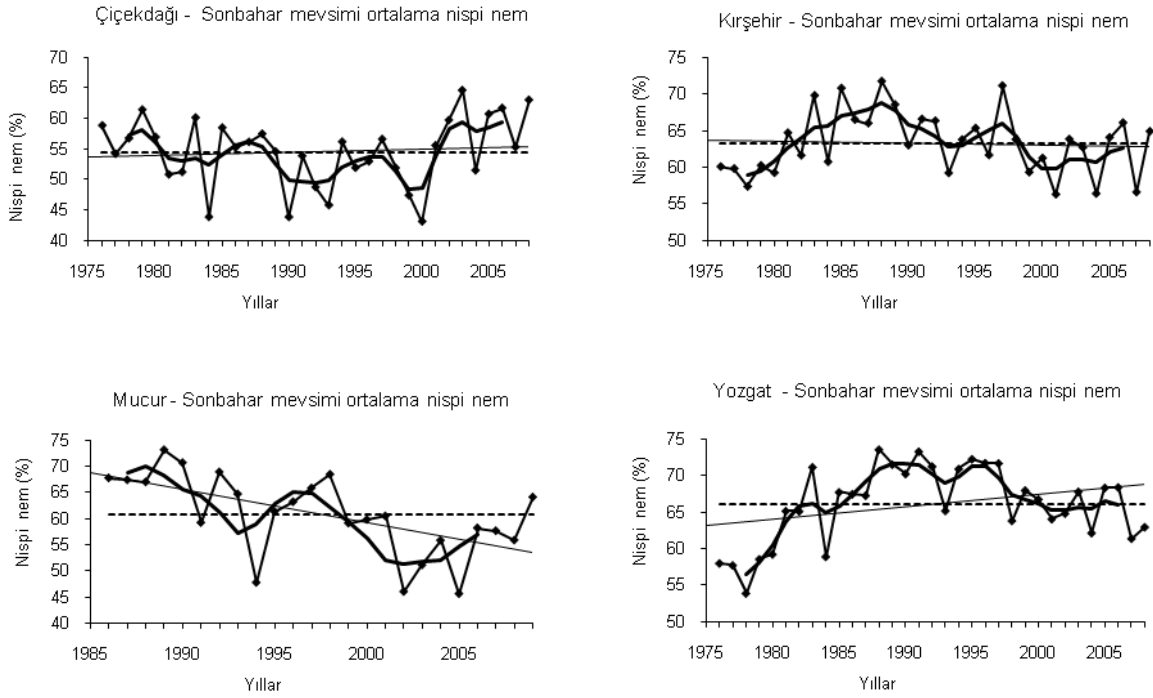 Çiçekdağı - Sonbahar mevsimi ortalama nispi nem
Nispi nem (%)
70
65
60
55
50
45
40
1975 1980 1985 1990 1995 2000 2005
Yıllar
Kırşehir - Sonbahar mevsimi ortalama nispi nem
Nispi nem (%)
75
70
65
60
55
50
1975 1980 1985 1990 1995 2000 2005
Yıllar
Mucur - Sonbahar mevsimi ortalama nispi nem
Nispi nem (%)
75
70
65
60
55
50
45
40
1985 1990 1995 2000 2005
Yıllar
Yozgat - Sonbahar mevsimi ortalama nispi nem
Nispi nem (%)
75
70
65
60
55
50
1975 1980 1985 1990 1995 2000 2005
Yıllar